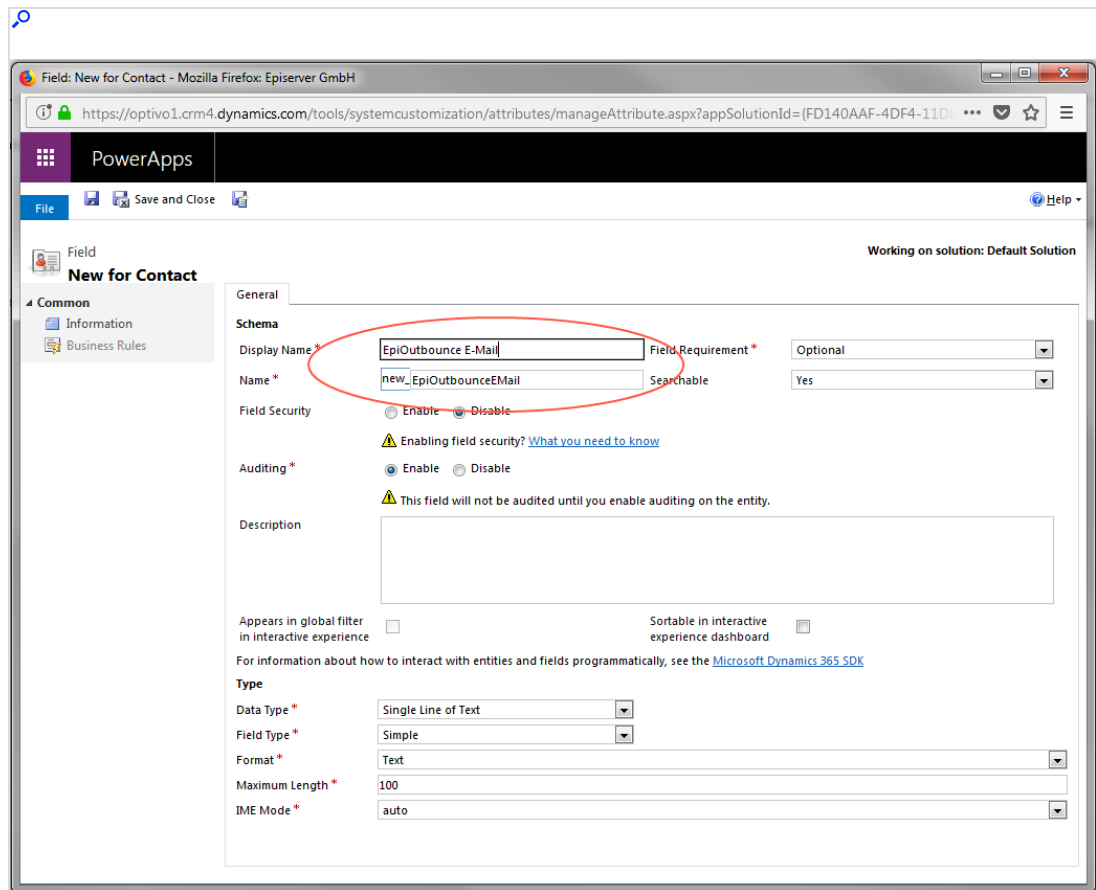 Field: New for Contact - Mozilla Firefox: Episerver GmbH
https://optivo1.crm4.dynamics.com/tools/systemcustomization/attributes/manageAttribute.aspx?appSolutionId={FD140AAF-4DF4-11D
PowerApps
File Save and Close Help
Field
New for Contact
Working on solution: Default Solution
Common
Information
Business Rules
General
Schema
Display Name * EpiOutbounce E-Mail Field Requirement * Optional
Name * new_ EpiOutbounceEMail Searchable Yes
Field Security Enable Disable
Enabling field security? What you need to know
Auditing * Enable Disable
This field will not be audited until you enable auditing on the entity.
Description
Appears in global filter
in interactive experience
Sortable in interactive
experience dashboard
For information about how to interact with entities and fields programmatically, see the Microsoft Dynamics 365 SDK
Type
Data Type * Single Line of Text
Field Type * Simple
Format * Text
Maximum Length * 100
IME Mode * auto